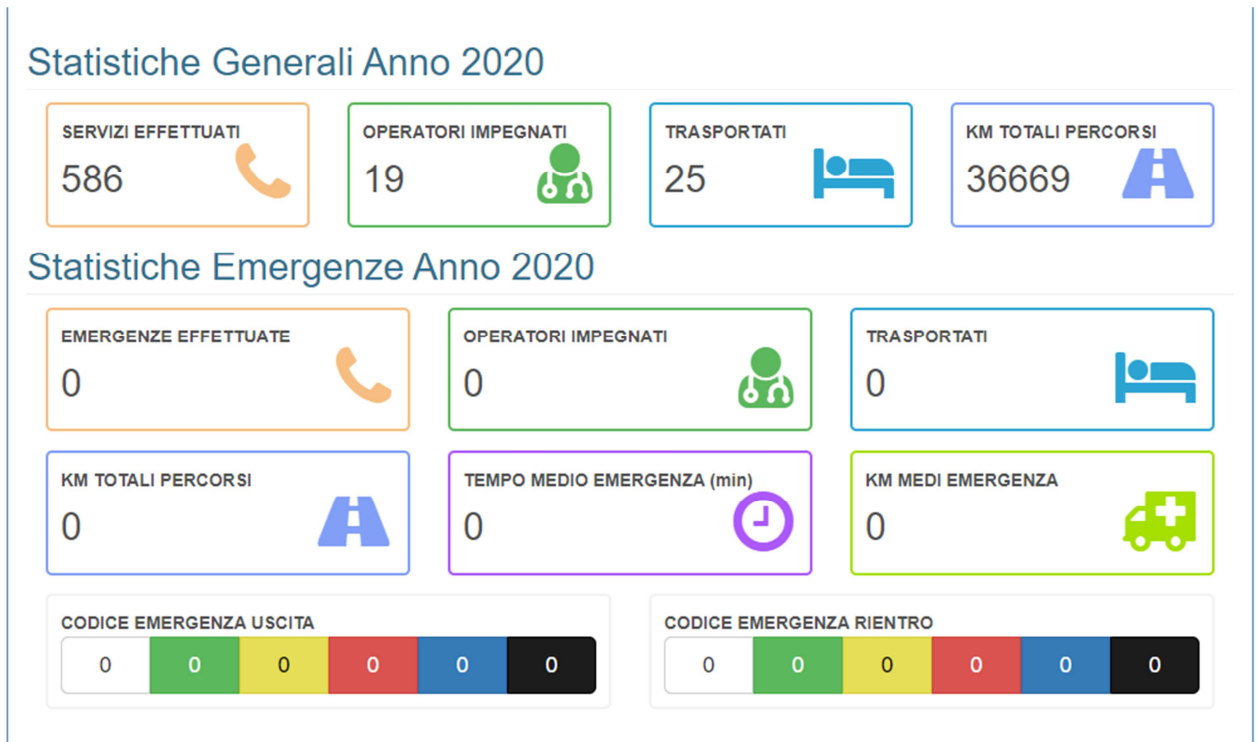 Statistiche Generali Anno 2020
SERVIZI EFFETTUATI
586
OPERATORI IMPEGNATI
19
TRASPORTATI
25
KM TOTALI PERCORSI
36669
Statistiche Emergenze Anno 2020
EMERGENZE EFFETTUATE
0
OPERATORI IMPEGNATI
0
TRASPORTATI
0
KM TOTALI PERCORSI
0
TEMPO MEDIO EMERGENZA (min)
0
KM MEDI EMERGENZA
0
CODICE EMERGENZA USCITA
0 0 0 0 0 0
CODICE EMERGENZA RIENTRO
0 0 0 0 0 0